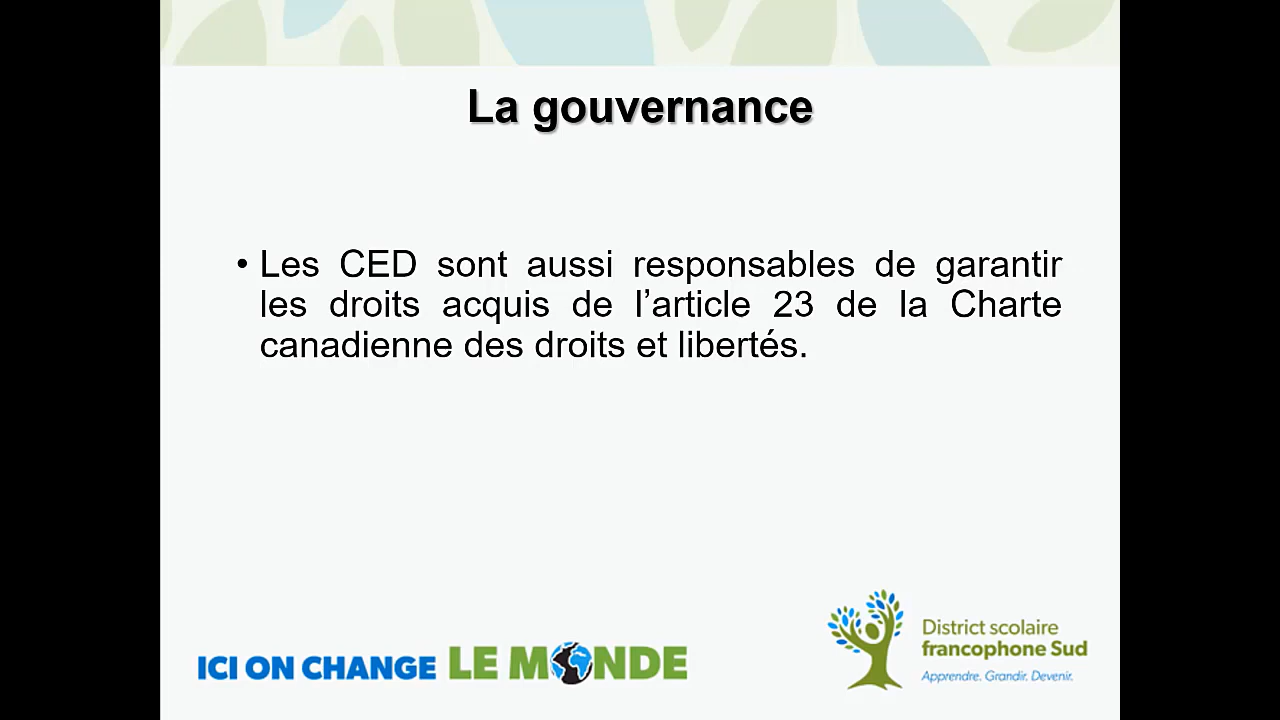 La gouvernance
• Les CED sont aussi responsables de garantir
les droits acquis de l’article 23 de la Charte
canadienne des droits et libertés.
ICI ON CHANGE LE MONDE
District scolaire
francophone Sud
Apprendre. Grandir. Devenir.